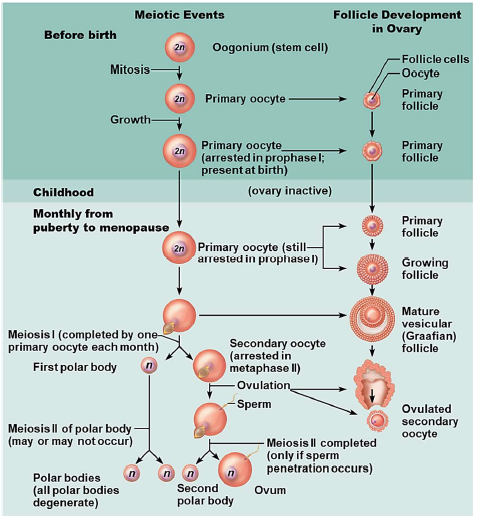 Meiotic Events
Follicle Development
in Ovary
Before birth
2n
Oogonium (stem cell)
Mitosis
Follicle cells
Oocyte
2n
Primary oocyte
Primary
follicle
Growth
2n
Primary oocyte
(arrested in prophase I;
present at birth)
Primary
follicle
Childhood
(ovary inactive)
Monthly from
puberty to menopause
Primary
follicle
2n
Primary oocyte (still
arrested in prophase I)
Growing
follicle
Mature
vesicular
(Graafian)
follicle
Meiosis I (completed by one
primary oocyte each month)
Secondary oocyte
(arrested in
metaphase II)
First polar body
n
n
Ovulation
Sperm
Ovulated
secondary
oocyte
Meiosis II of polar body
(may or may not occur)
Meiosis II completed
(only if sperm
penetration occurs)
n
n
n
n
Polar bodies
(all polar bodies
degenerate)
Second
polar body
Ovum